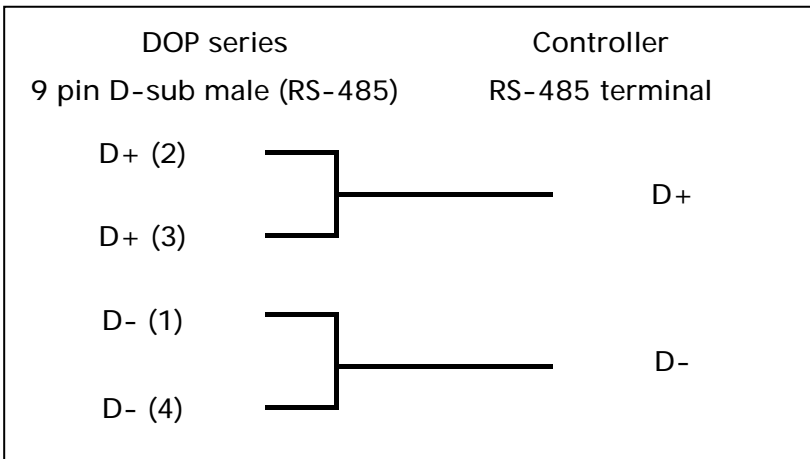 DOP series
Controller
9 pin D-sub male (RS-485)
RS-485 terminal
D+ (2)
D+
D+ (3)
D- (1)
D-
D- (4)